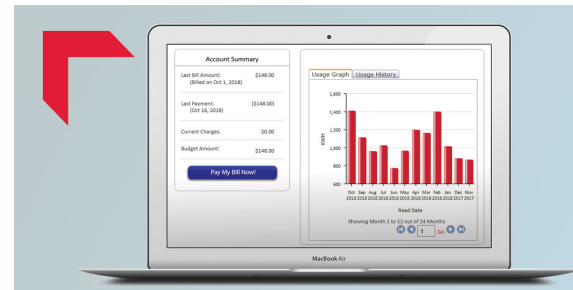 Account Summary
Last Bill Amount: $148.00
(Billed on Oct 1, 2018)
Last Payment: ($148.00)
(Oct 16, 2018)
Current Charges: $0.00
Budget Amount: $148.00
Pay My Bill Now!
Usage Graph Usage History
1,600
1,400
1,200
1,000
800
600
KWH
Oct Sep Aug Jul Jun May Apr Mar Feb Jan Dec Nov
2018 2018 2018 2018 2018 2018 2018 2018 2018 2018 2017 2017
Read Date
Showing Month 1 to 12 out of 24 Months
1 Go
MacBook Air